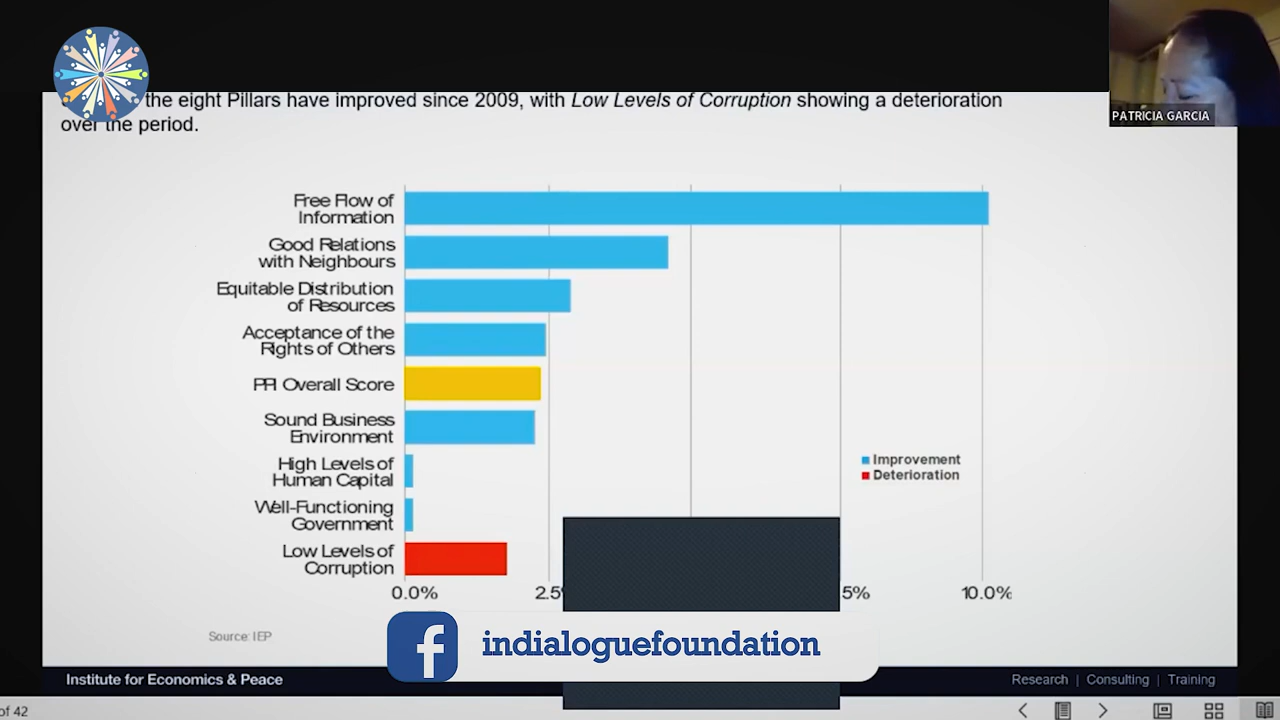 the eight Pillars have improved since 2009, with Low Levels of Corruption showing a deterioration
over the period.
PATRICIA GARCIA
Free Flow of
Information
Good Relations
with Neighbours
Equitable Distribution
of Resources
Acceptance of the
Rights of Others
PPI Overall Score
Sound Business
Environment
High Levels of
Human Capital
Well-Functioning
Government
Low Levels of
Corruption
Improvement
Deterioration
0.0% 2.5 5% 10.0%
Source: IEP
f indialoguefoundation
Institute for Economics & Peace
Research | Consulting | Training
of 42